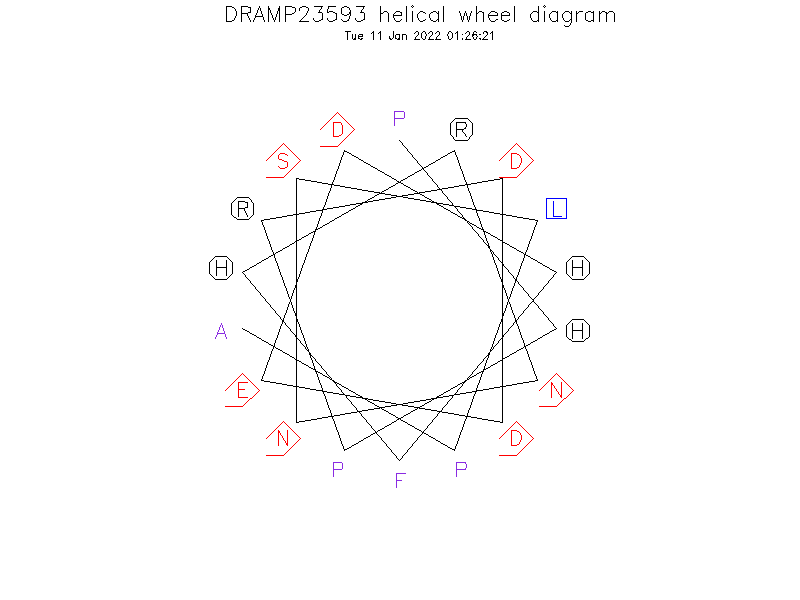 DRAMP23593 helical wheel diagram
Tue 11 Jan 2022 01:26:21
P
D R
S D
R L
H H
A H
E N
N D
P P
F